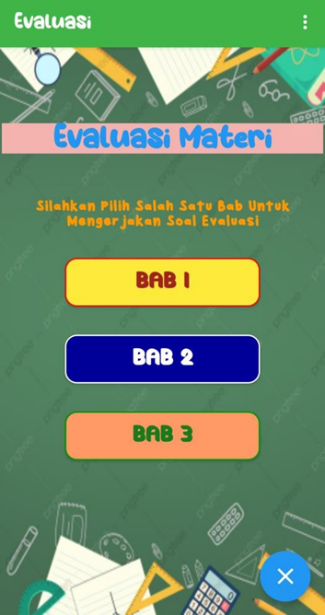 Evaluasi
Evaluasi Materi
Silahkan Pilih Salah Satu Bab Untuk
Mengerjakan Soal Evaluasi
BAB 1
BAB 2
BAB 3